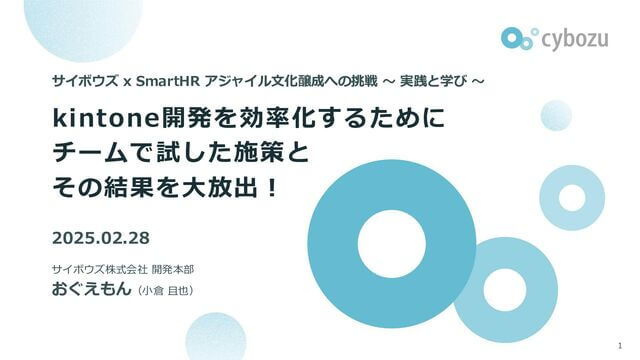 cybozu
サイボウズ x SmartHR アジャイル文化醸成への挑戦 〜 実践と学び 〜
kintone開発を効率化するために
チームで試した施策と
その結果を大放出！
2025.02.28
サイボウズ株式会社 開発本部
おぐえもん（小倉 且也）
1